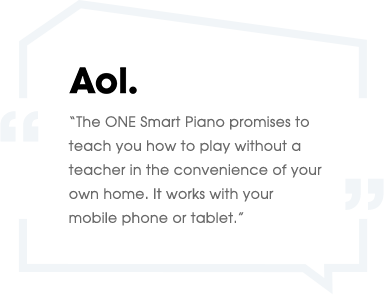 Aol.
“The ONE Smart Piano promises to
teach you how to play without a
teacher in the convenience of your
own home. It works with your
mobile phone or tablet.”